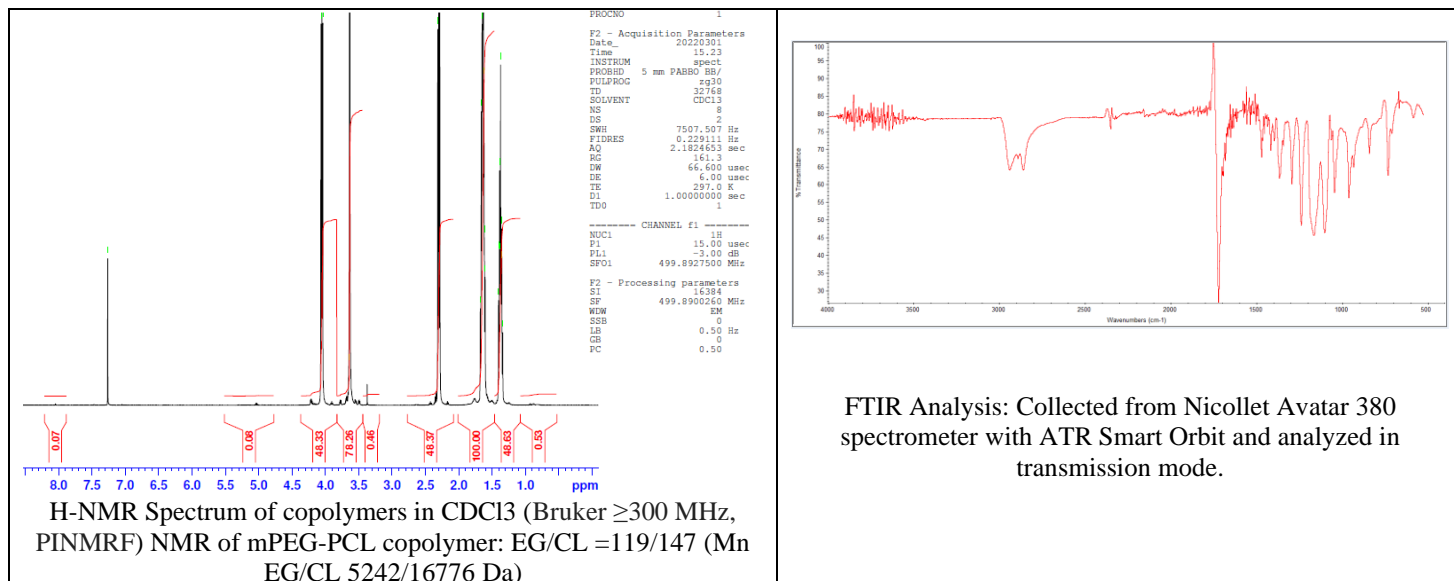 PROCNO 1
F2 - Acquisition Parameters
Date_ 20220301
Time 15.23
INSTRUM spect
PROBHD 5 mm PABBO BB/
PULPROG zg30
TD 32768
SOLVENT CDCl3
NS 8
DS 2
SWH 7507.507 Hz
FIDRES 0.229111 Hz
AQ 2.1824653 sec
RG 161.3
DW 66.600 usec
DE 6.00 usec
TE 297.0 K
D1 1.00000000 sec
TD0 1
======== CHANNEL f1 ========
NUC1 1H
P1 15.00 usec
PL1 -3.00 dB
SFO1 499.8927500 MHz
F2 - Processing parameters
SI 16384
SF 499.8900260 MHz
WDW EM
SSB 0
LB 0.50 Hz
GB 0
PC 0.50
0.07 0.08 48.33 78.26 0.46 48.37 100.00 48.63 0.53
8.0 7.5 7.0 6.5 6.0 5.5 5.0 4.5 4.0 3.5 3.0 2.5 2.0 1.5 1.0 ppm
H-NMR Spectrum of copolymers in CDCl3 (Bruker ≥300 MHz,
PINMRF) NMR of mPEG-PCL copolymer: EG/CL =119/147 (Mn
EG/CL 5242/16776 Da)
100
95
90
85
80
75
70
65
60
55
50
45
40
35
30
% Transmittance
4000 3500 3000 2500 2000 1500 1000 500
Wavenumbers (cm-1)
FTIR Analysis: Collected from Nicollet Avatar 380
spectrometer with ATR Smart Orbit and analyzed in
transmission mode.